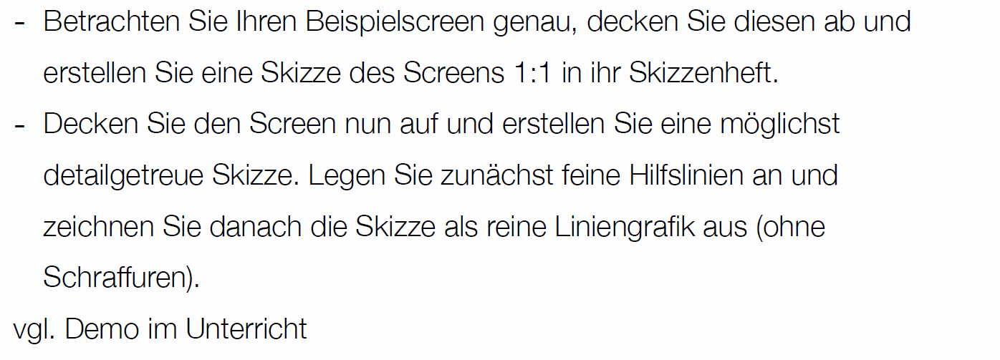 - Betrachten Sie Ihren Beispielscreen genau, decken Sie diesen ab und
erstellen Sie eine Skizze des Screens 1:1 in ihr Skizzenheft.
- Decken Sie den Screen nun auf und erstellen Sie eine möglichst
detailgetreue Skizze. Legen Sie zunächst feine Hilfslinien an und
zeichnen Sie danach die Skizze als reine Liniengrafik aus (ohne
Schraffuren).
vgl. Demo im Unterricht